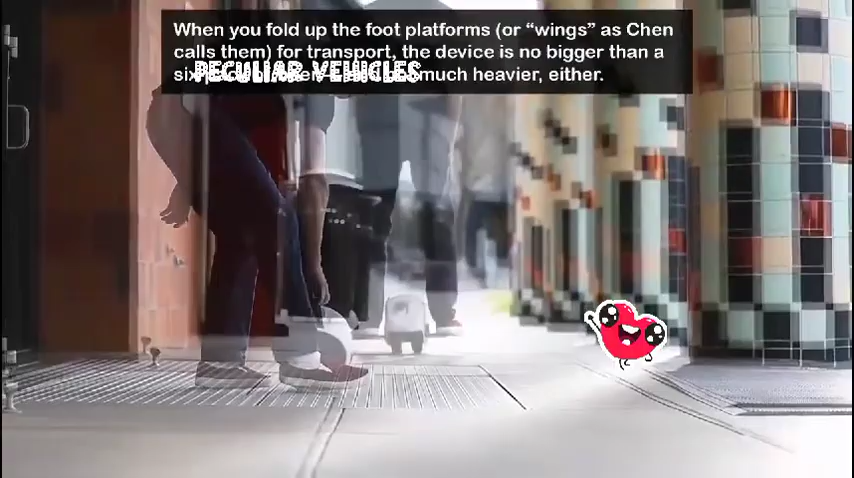 When you fold up the foot platforms (or “wings” as Chen
calls them) for transport, the device is no bigger than a
PECULIAR VEHICLES
six much heavier, either.